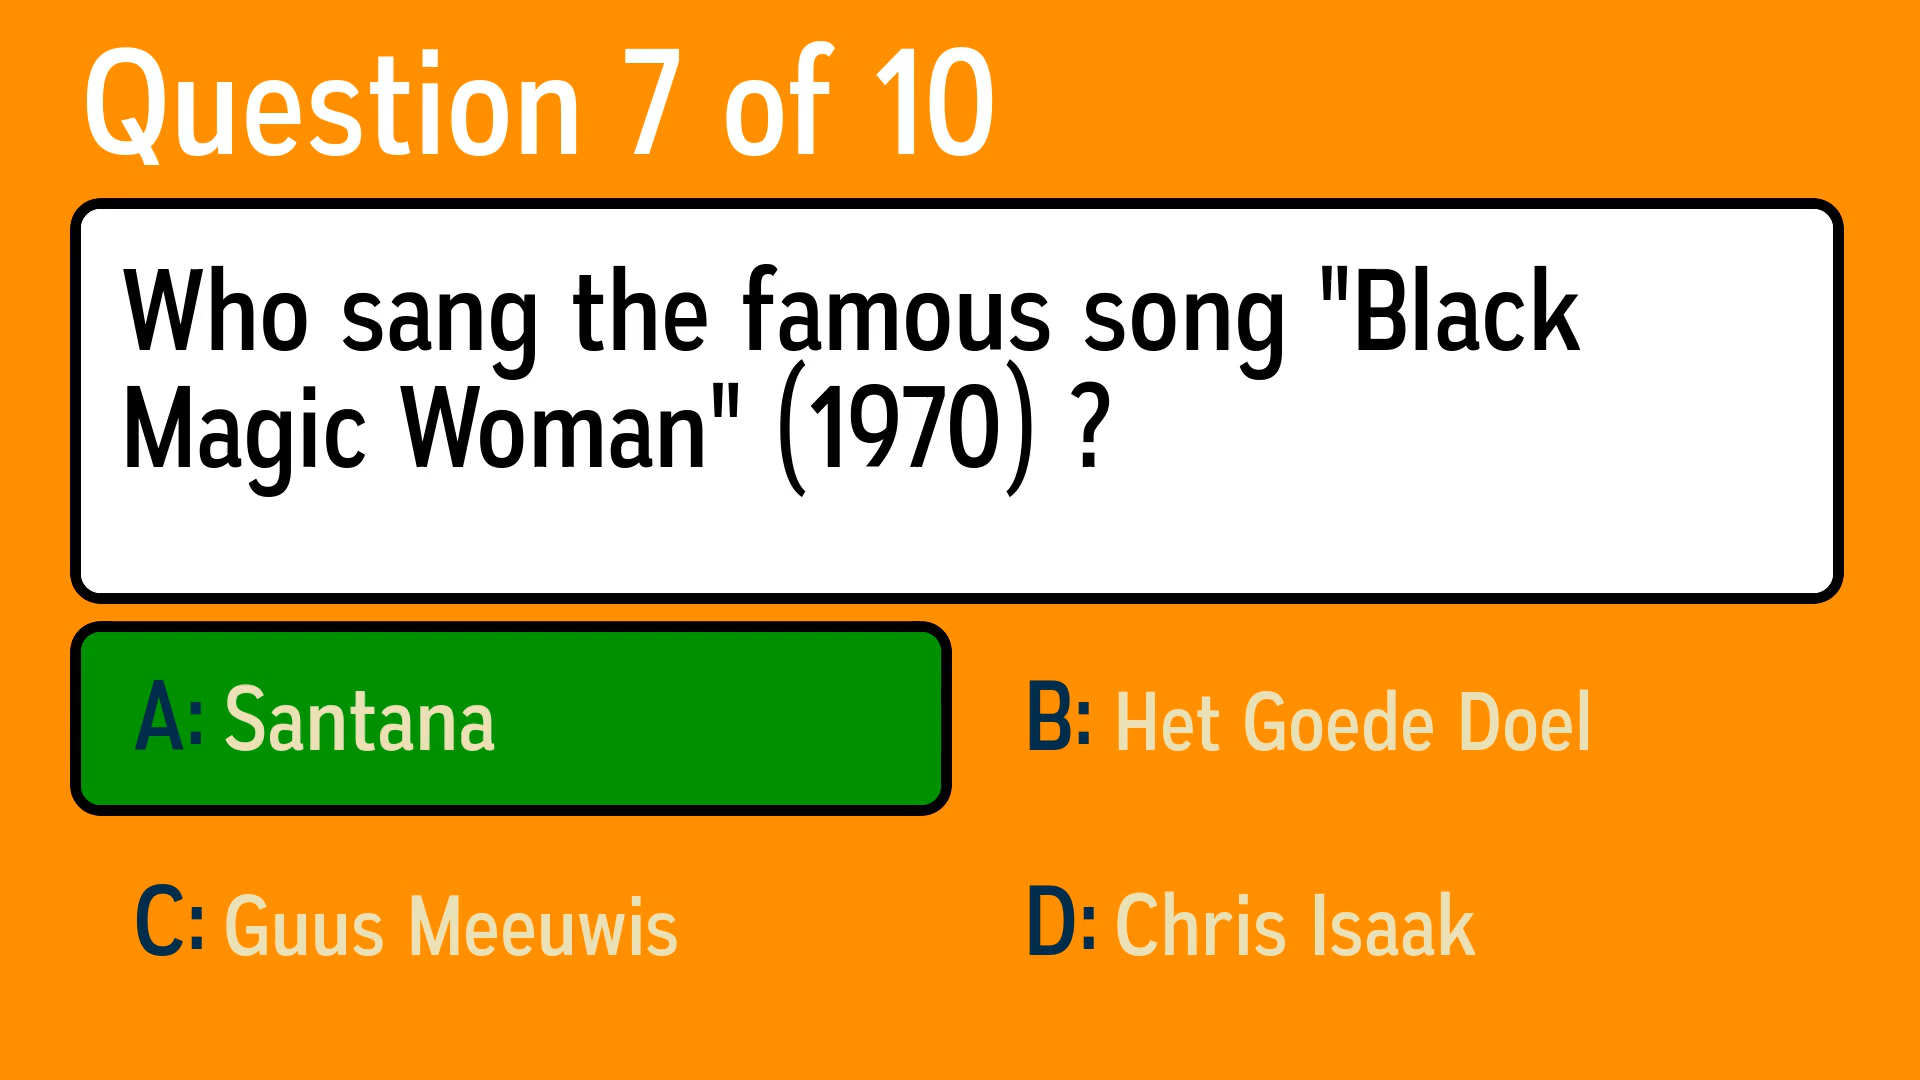 Question 7 of 10
Who sang the famous song "Black
Magic Woman" (1970) ?
A: Santana
B: Het Goede Doel
C: Guus Meeuwis
D: Chris Isaak